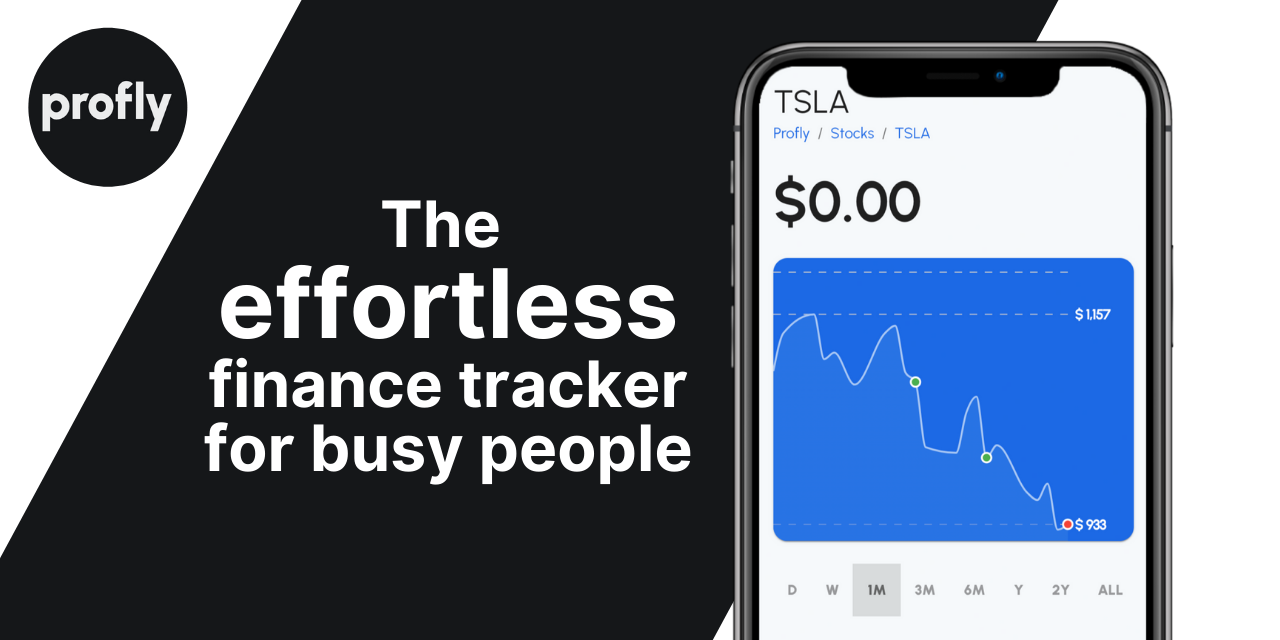 profly
The
effortless
finance tracker
for busy people
TSLA
Profly / Stocks / TSLA
$0.00
$ 1,157
$ 933
D W 1M 3M 6M Y 2Y ALL